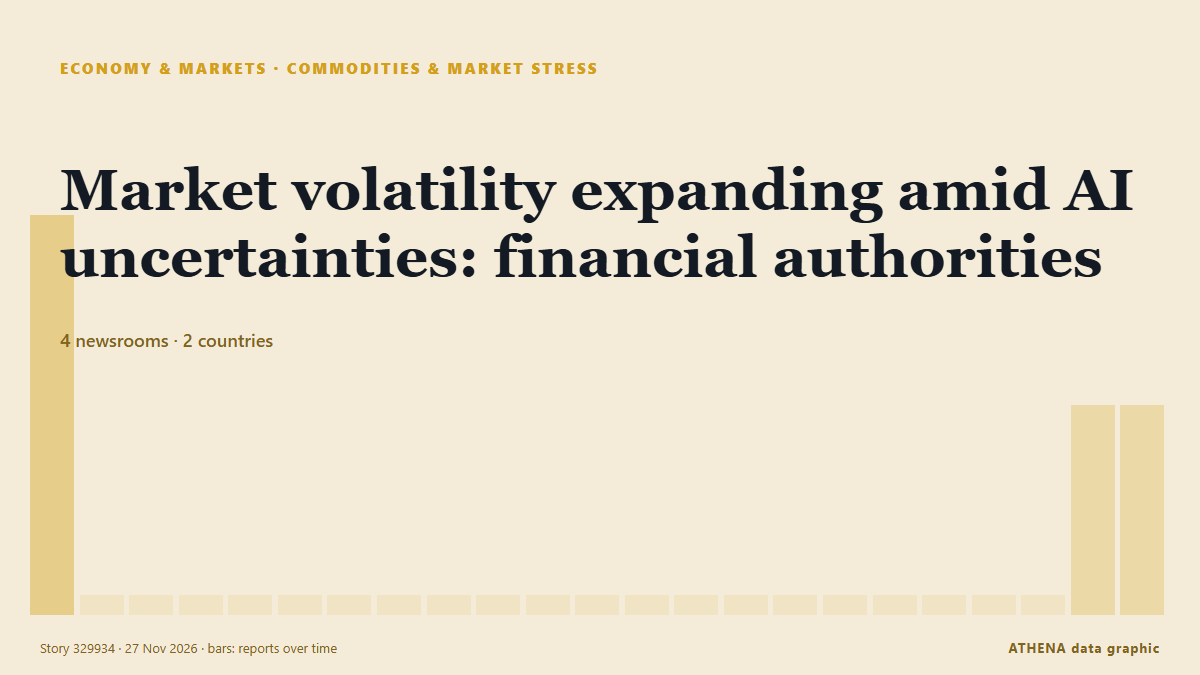 ECONOMY & MARKETS · COMMODITIES & MARKET STRESS
Market volatility expanding amid AI
uncertainties: financial authorities
4 newsrooms · 2 countries
Story 329934 · 27 Nov 2026 · bars: reports over time
ATHENA data graphic